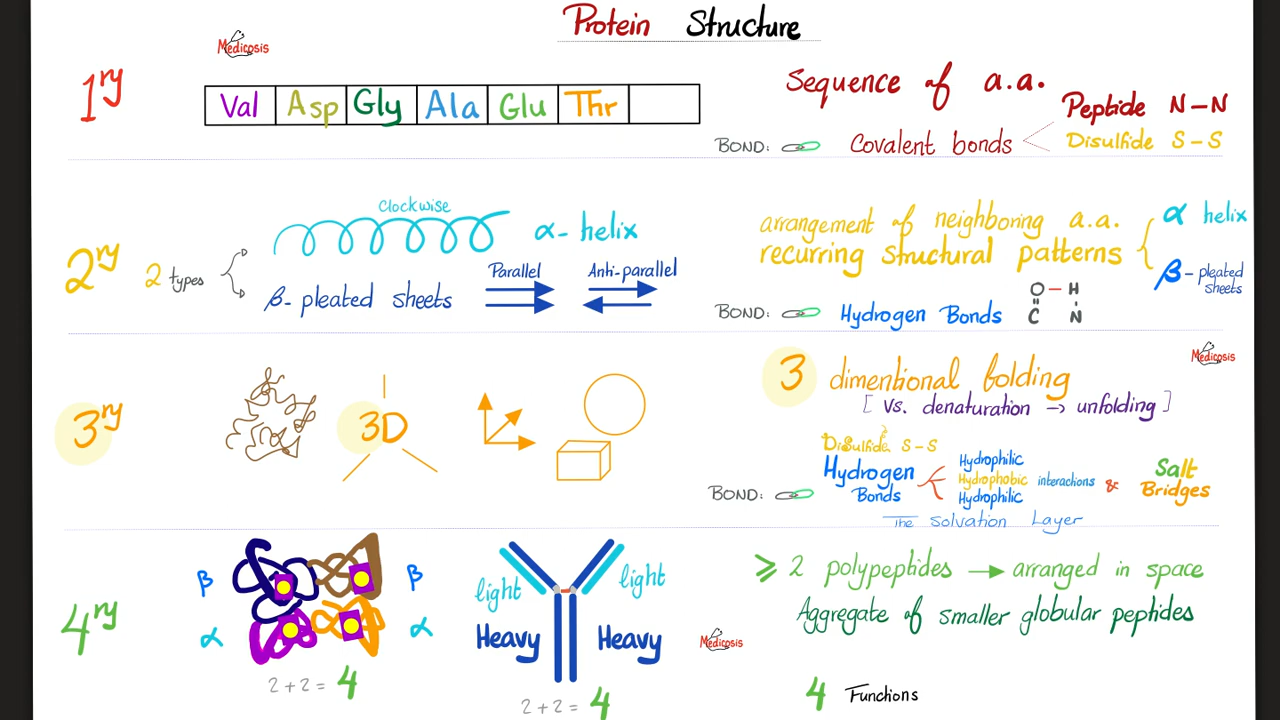 Protein Structure
Medicosis
1ry
Val Asp Gly Ala Glu Thr
Sequence of a.a.
BOND: Covalent bonds
Peptide N-N
Disulfide S-S
2ry
2 types
Clockwise
α- helix
β- pleated sheets
Parallel
Anti-parallel
arrangement of neighboring a.a.
recurring structural patterns
α helix
β-pleated
sheets
BOND: Hydrogen Bonds
O-H
C N
3ry
3D
Medicosis
3 dimentional folding
[ Vs. denaturation → unfolding ]
Disulfide S-S
BOND: Hydrogen
Bonds
Hydrophilic
Hydrophobic interactions &
Hydrophilic
Salt
Bridges
The Solvation Layer
4ry
β β
α α
2+2= 4
light light
Heavy Heavy
2+2= 4
Medicosis
⩾ 2 polypeptides → arranged in space
Aggregate of smaller globular peptides
4 Functions